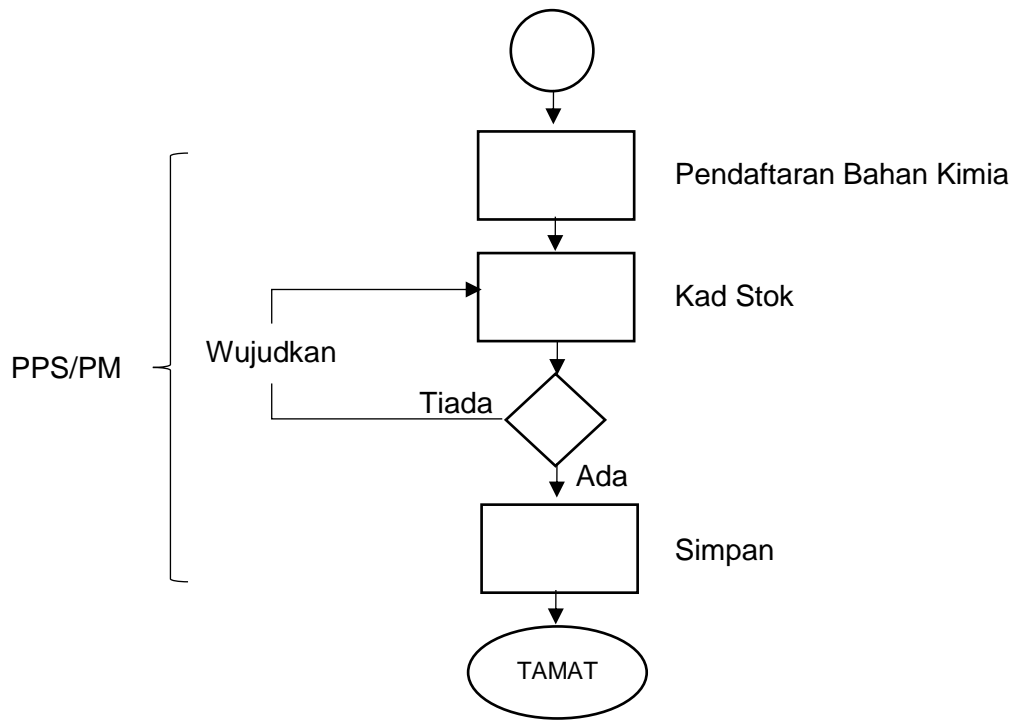 Pendaftaran Bahan Kimia
Kad Stok
Wujudkan
PPS/PM
Tiada
Ada
Simpan
TAMAT